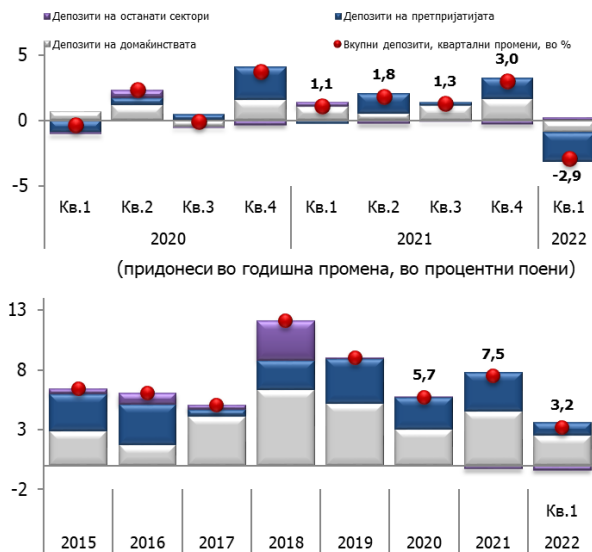 Депозити на останати сектори
Депозити на претпријатијата
Депозити на домаќинствата
Вкупни депозити, квартални промени, во %
5
0
-5
1,1
1,8
1,3
3,0
-2,9
Кв.1 Кв.2 Кв.3 Кв.4 Кв.1 Кв.2 Кв.3 Кв.4 Кв.1
2020 2021 2022
(придонеси во годишна промена, во процентни поени)
13
8
3
-2
5,7
7,5
3,2
Кв.1
2015 2016 2017 2018 2019 2020 2021 2022